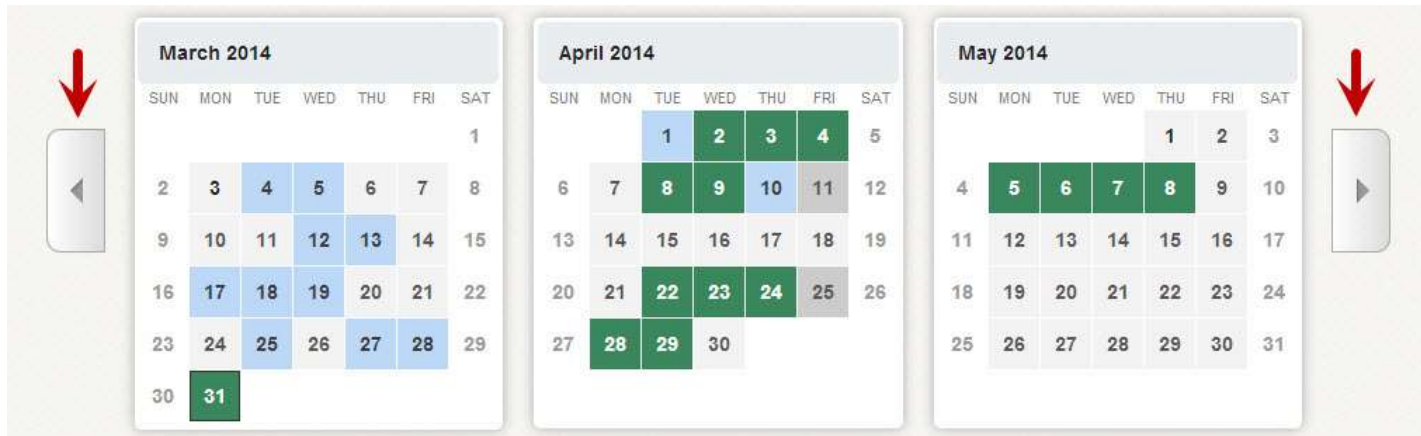 March 2014
SUN MON TUE WED THU FRI SAT
1
2 3 4 5 6 7 8
9 10 11 12 13 14 15
16 17 18 19 20 21 22
23 24 25 26 27 28 29
30 31
April 2014
SUN MON TUE WED THU FRI SAT
1 2 3 4 5
6 7 8 9 10 11 12
13 14 15 16 17 18 19
20 21 22 23 24 25 26
27 28 29 30
May 2014
SUN MON TUE WED THU FRI SAT
1 2 3
4 5 6 7 8 9 10
11 12 13 14 15 16 17
18 19 20 21 22 23 24
25 26 27 28 29 30 31